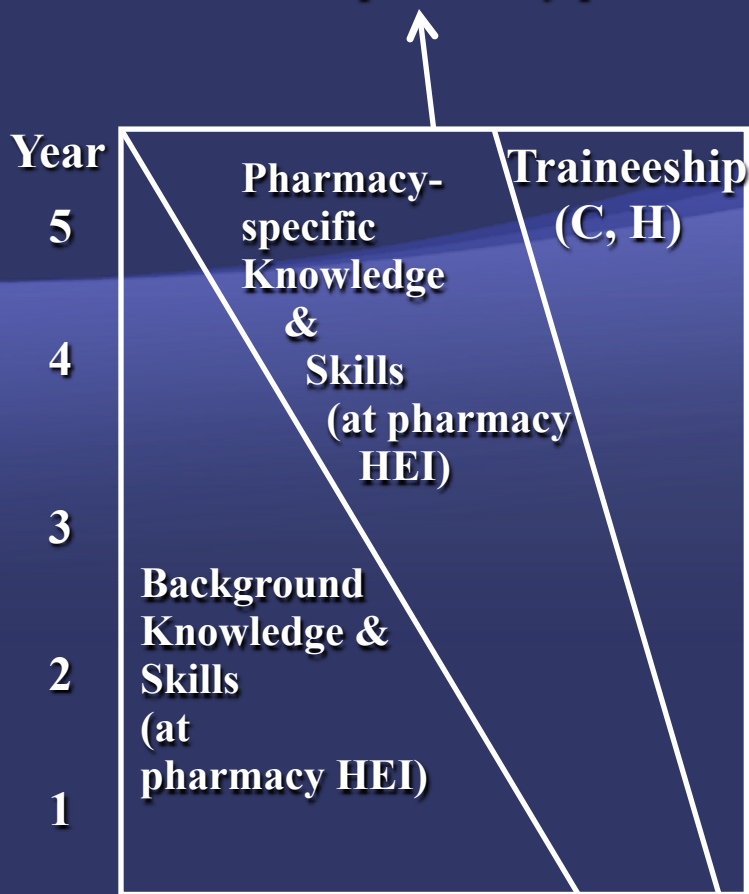 Year
5
4
3
2
1
Pharmacy-
specific
Knowledge
&
Skills
(at pharmacy
HEI)
Traineeship
(C, H)
Background
Knowledge &
Skills
(at
pharmacy HEI)